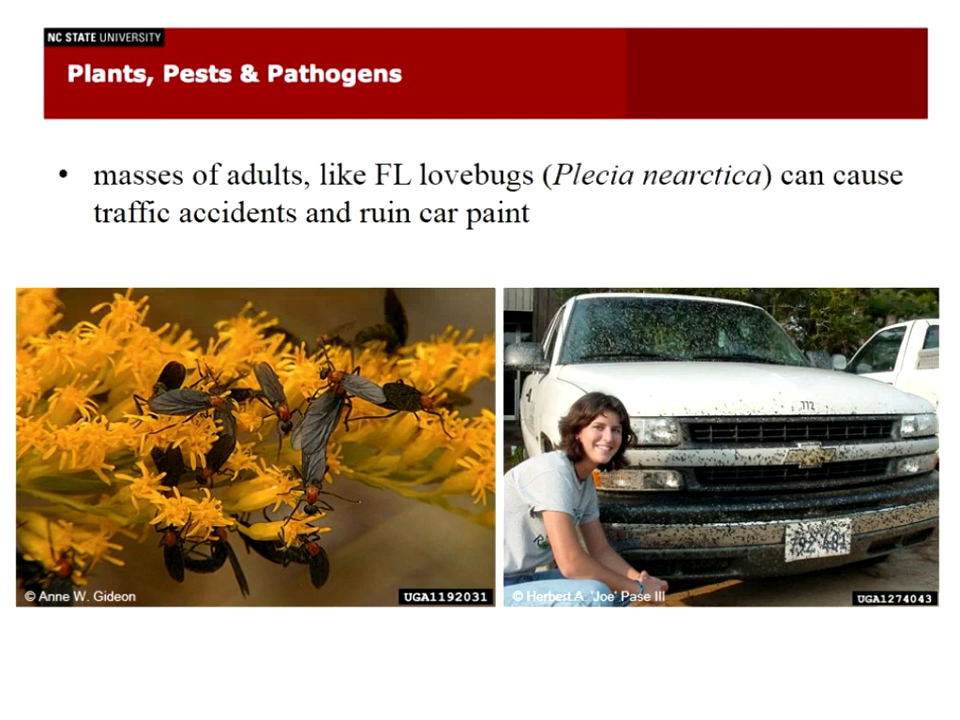 NC STATE UNIVERSITY
Plants, Pests & Pathogens
• masses of adults, like FL lovebugs (Plecia nearctica) can cause
traffic accidents and ruin car paint
© Anne W. Gideon
UGA1192031
772
© Herbert A. 'Joe' Pase III
UGA1274043